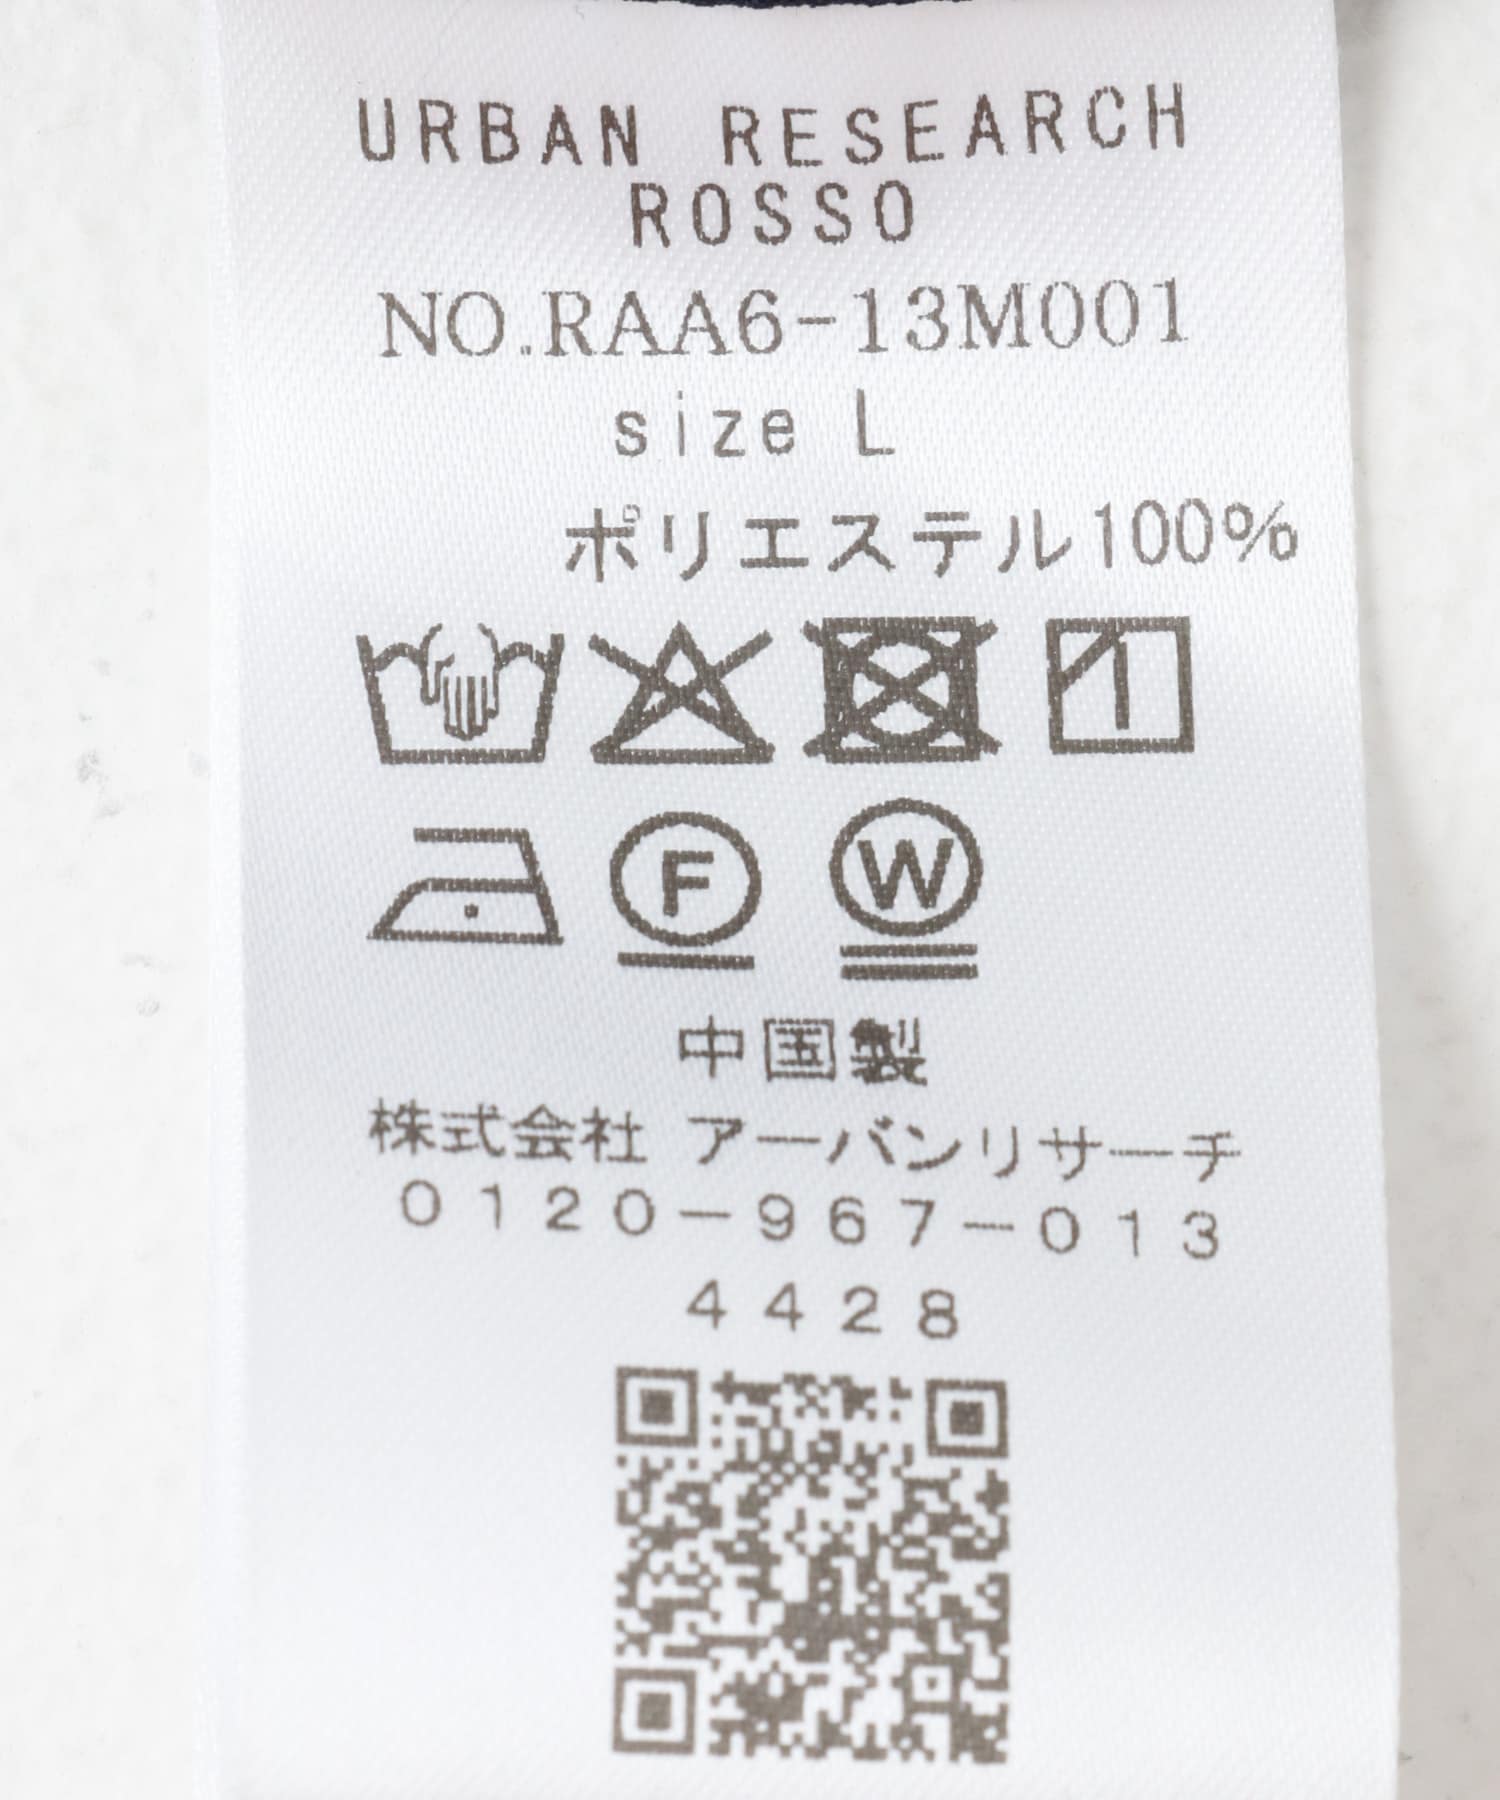 URBAN RESEARCH
ROSSO
NO.RAA6-13M001
size L
ポリエステル100%
F W
中国製
株式会社 アーバンリサーチ
0120-967-013
4428